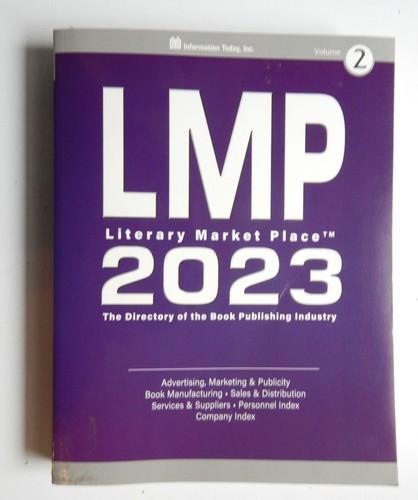 Information Today, Inc.
Volume 2
LMP
Literary Market Place™
2023
The Directory of the Book Publishing Industry
Advertising, Marketing & Publicity
Book Manufacturing • Sales & Distribution
Services & Suppliers • Personnel Index
Company Index